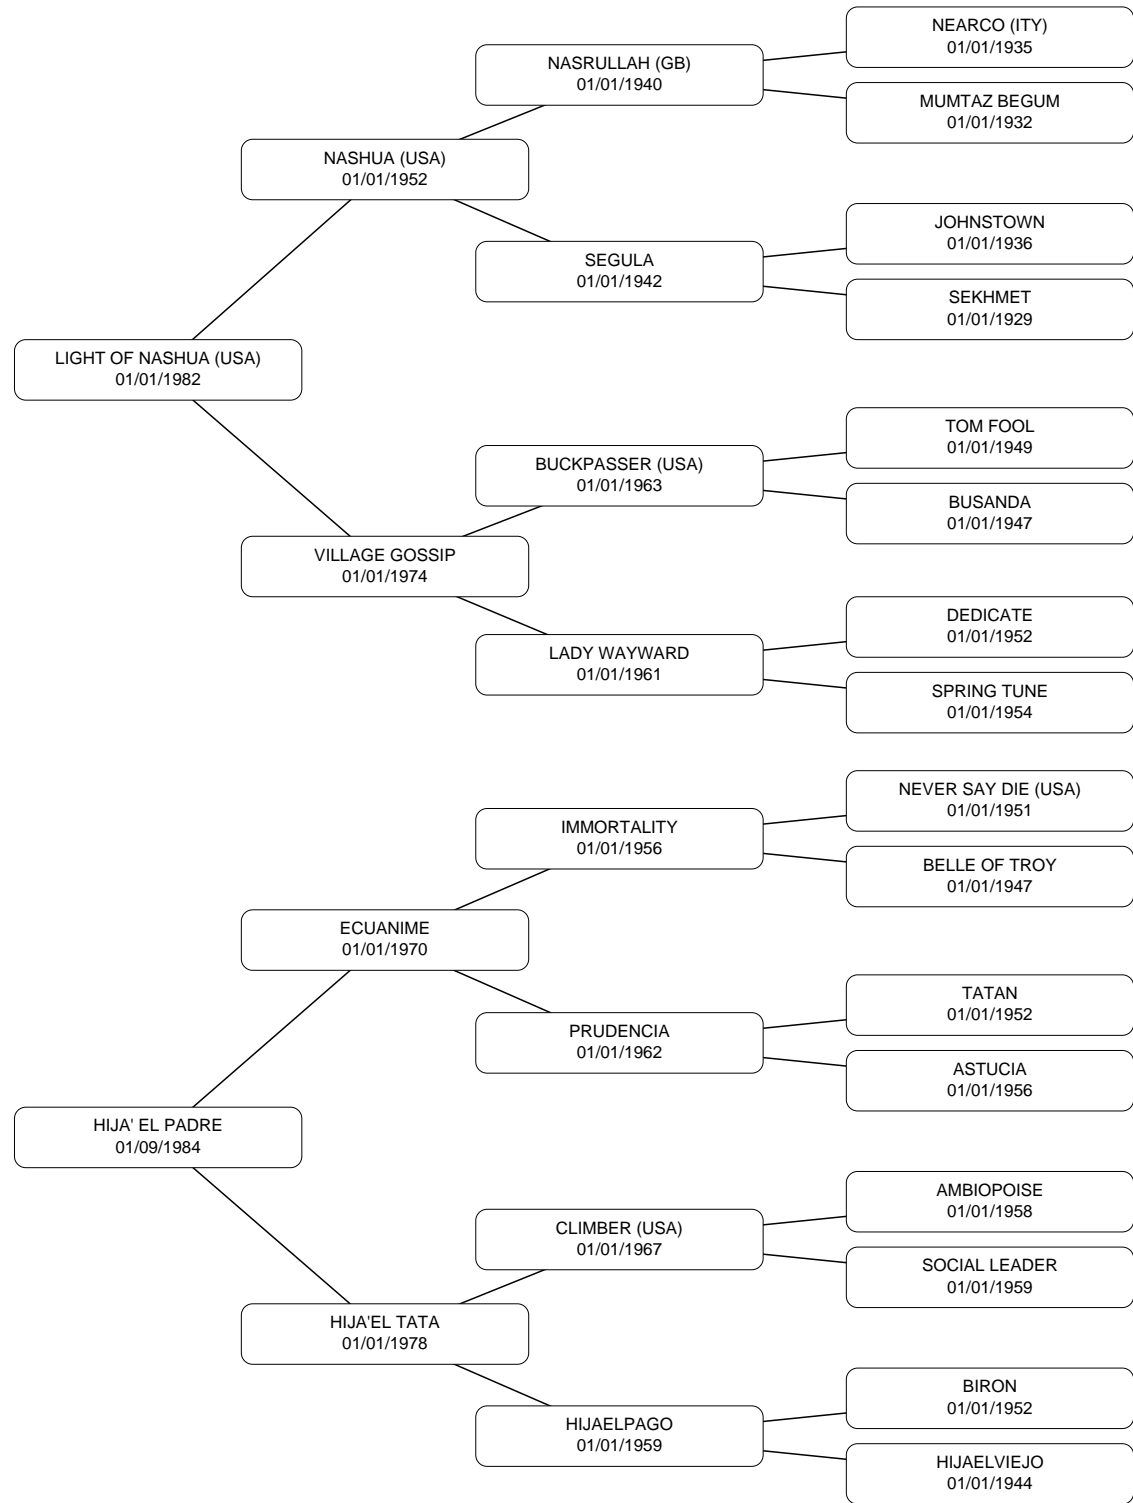 NEARCO (ITY)
01/01/1935
NASRULLAH (GB)
01/01/1940
MUMTAZ BEGUM
01/01/1932
NASHUA (USA)
01/01/1952
JOHNSTOWN
01/01/1936
SEGULA
01/01/1942
SEKHMET
01/01/1929
LIGHT OF NASHUA (USA)
01/01/1982
TOM FOOL
01/01/1949
BUCKPASSER (USA)
01/01/1963
BUSANDA
01/01/1947
VILLAGE GOSSIP
01/01/1974
DEDICATE
01/01/1952
LADY WAYWARD
01/01/1961
SPRING TUNE
01/01/1954
NEVER SAY DIE (USA)
01/01/1951
IMMORTALITY
01/01/1956
BELLE OF TROY
01/01/1947
ECUANIME
01/01/1970
TATAN
01/01/1952
PRUDENCIA
01/01/1962
ASTUCIA
01/01/1956
HIJA' EL PADRE
01/09/1984
AMBIOPOISE
01/01/1958
CLIMBER (USA)
01/01/1967
SOCIAL LEADER
01/01/1959
HIJA'EL TATA
01/01/1978
BIRON
01/01/1952
HIJAELPAGO
01/01/1959
HIJAELVIEJO
01/01/1944